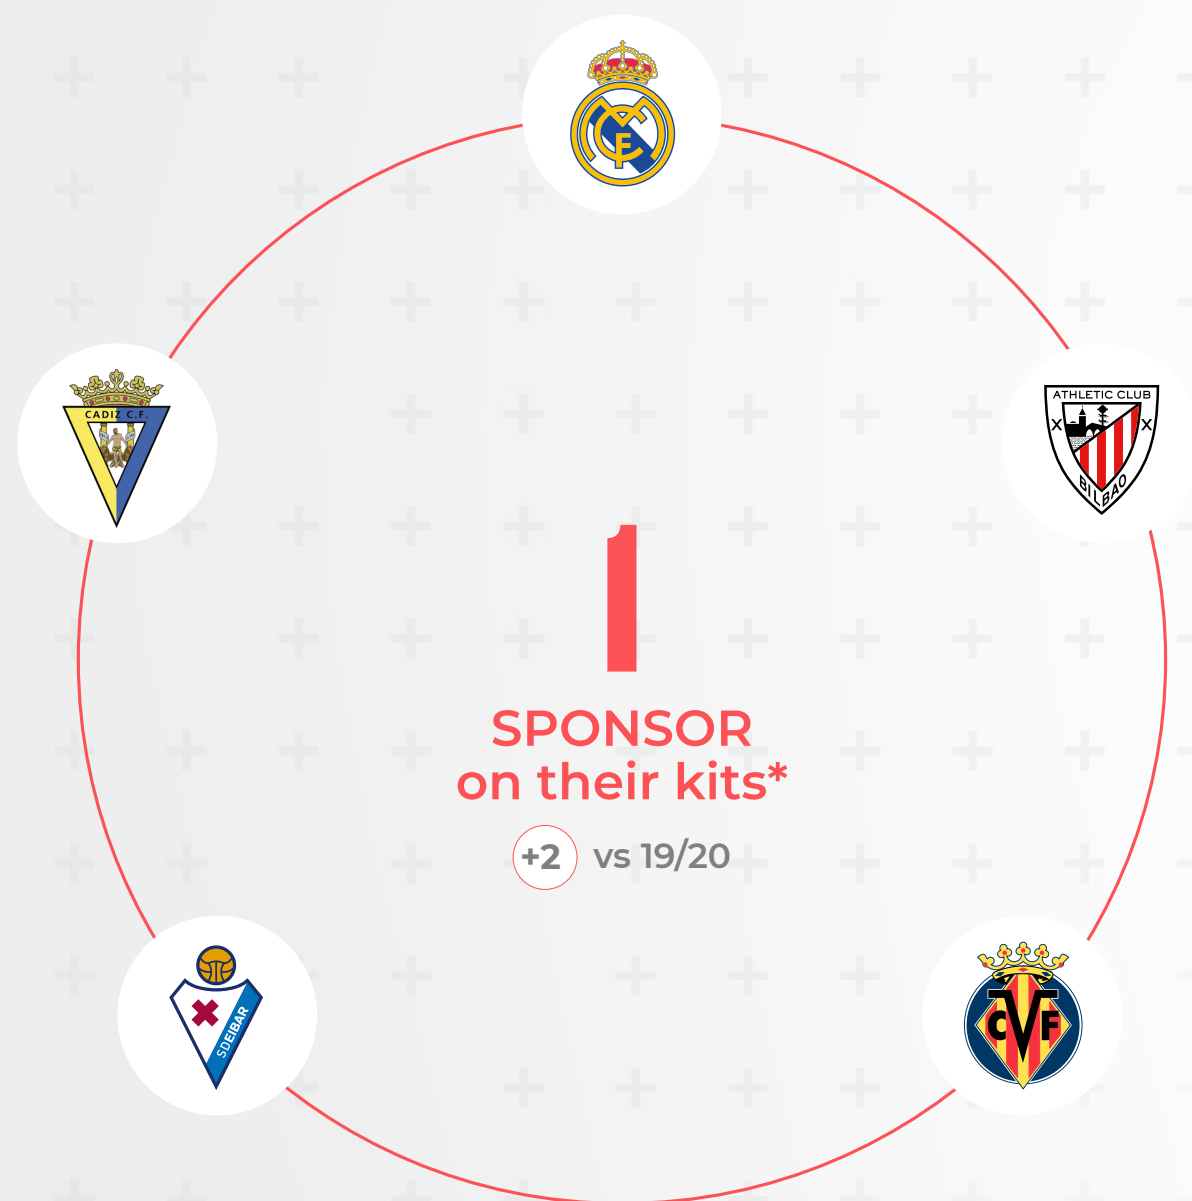 CADIZ C.F.
ATHLETIC CLUB
BILBAO
1
SPONSOR
on their kits*
+2 vs 19/20
SDEIBAR
CVF